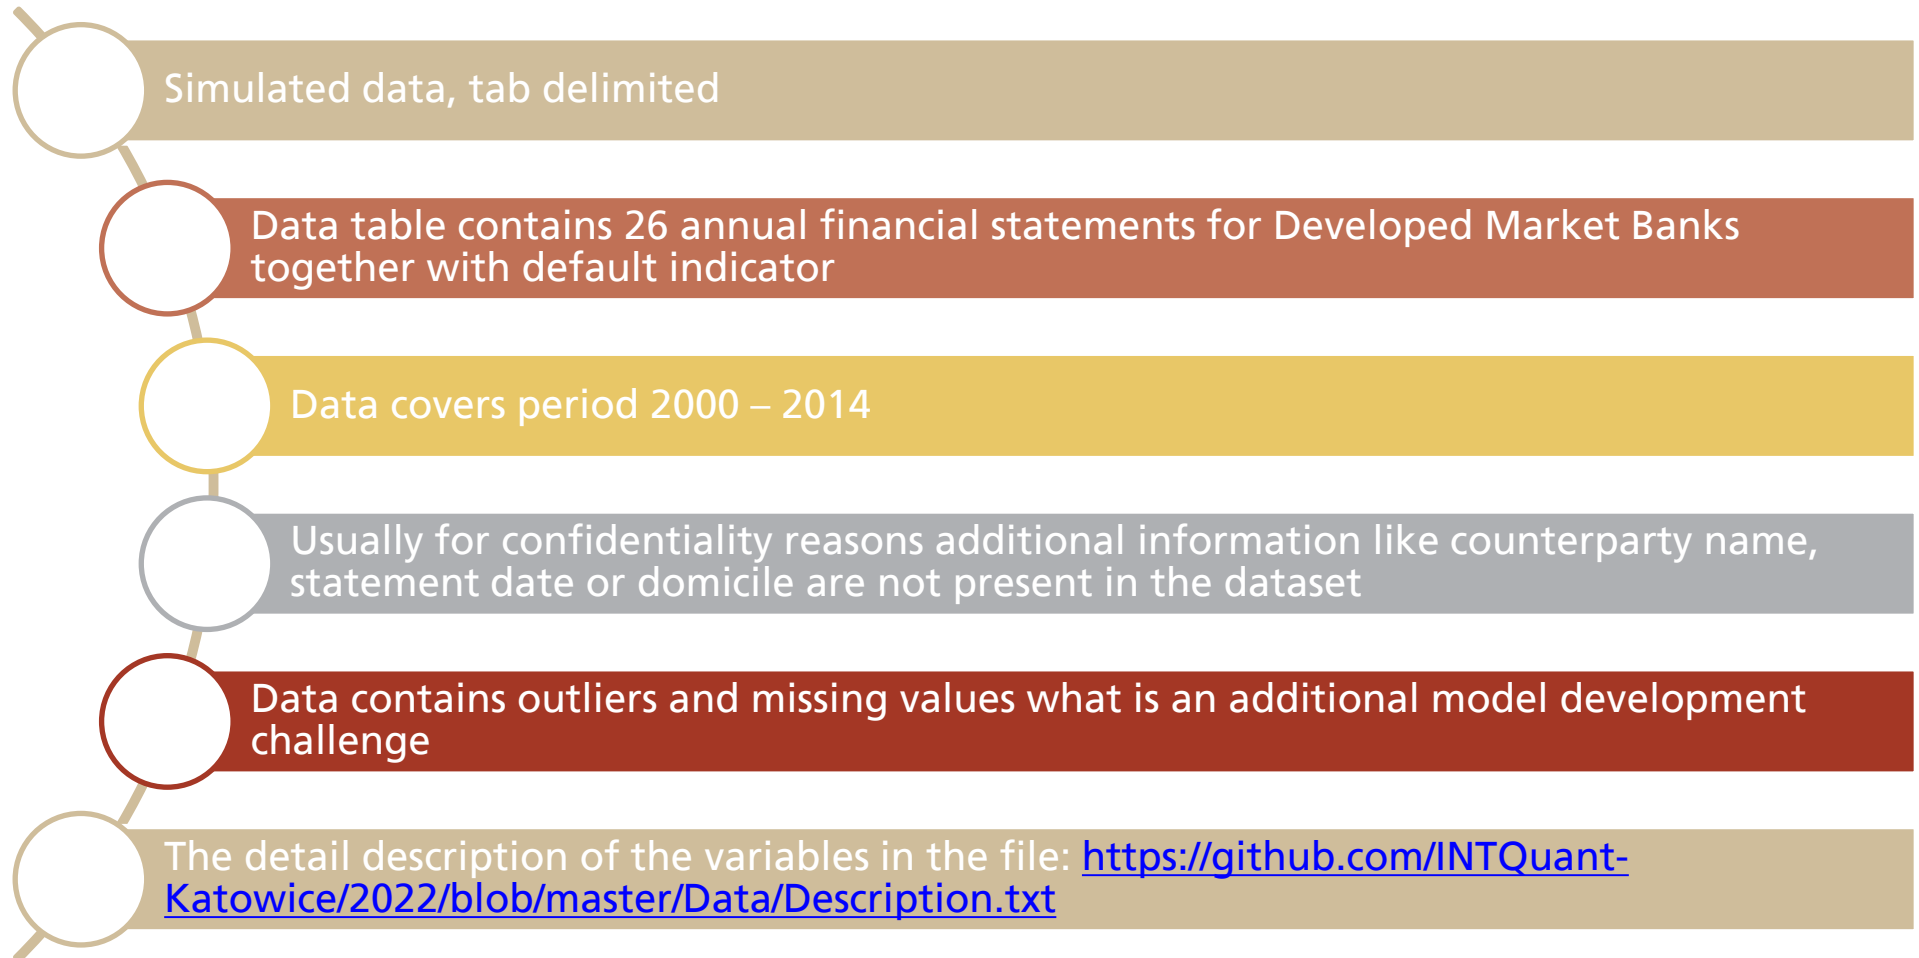 Simulated data, tab delimited
Data table contains 26 annual financial statements for Developed Market Banks
together with default indicator
Data covers period 2000 – 2014
Usually for confidentiality reasons additional information like counterparty name,
statement date or domicile are not present in the dataset
Data contains outliers and missing values what is an additional model development
challenge
The detail description of the variables in the file: https://github.com/INTQuant-
Katowice/2022/blob/master/Data/Description.txt